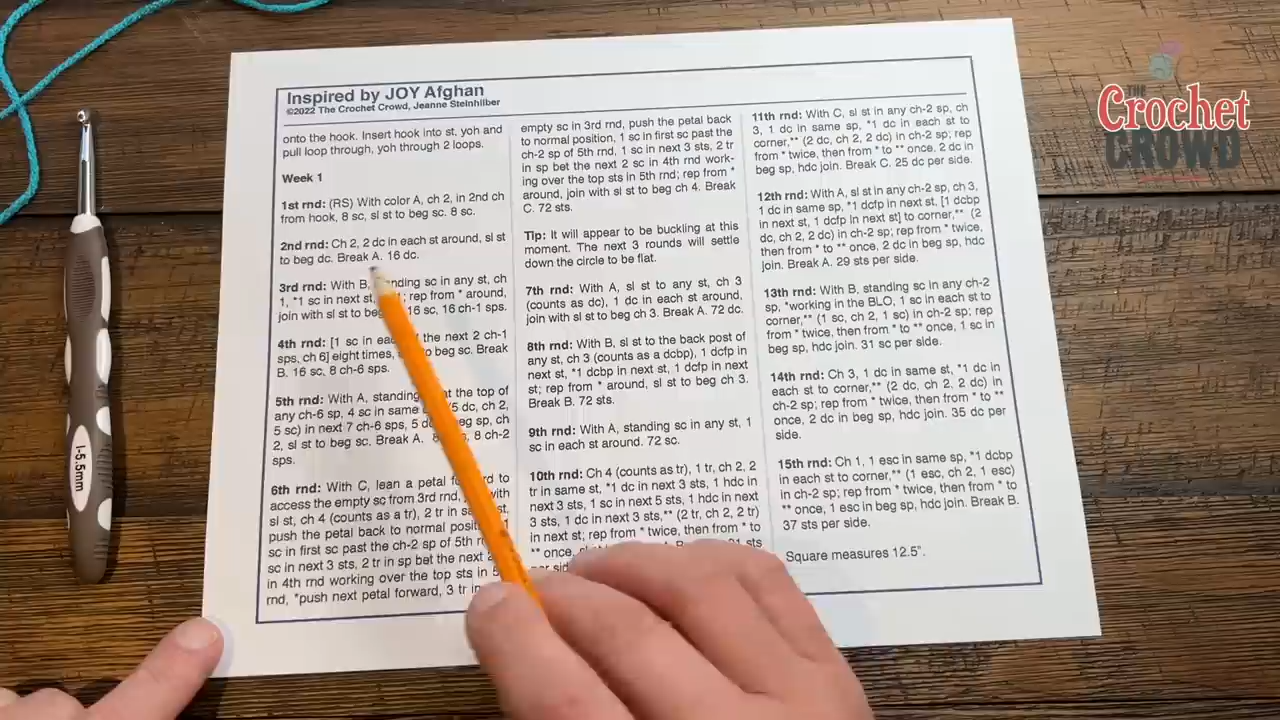 Inspired by JOY Afghan
©2022 The Crochet Crowd, Jeanne Steinhilber
onto the hook. Insert hook into st, yoh and
pull loop through, yoh through 2 loops.
Week 1
1st rnd: (RS) With color A, ch 2, in 2nd ch
from hook, 8 sc, sl st to beg sc. 8 sc.
2nd rnd: Ch 2, 2 dc in each st around, sl st
to beg dc. Break A. 16 dc.
3rd rnd: With B, sc in any st, ch
1, *1 sc in next st, rep from * around,
join with sl st to beg 16 sc, 16 ch-1 sps.
4th rnd: [1 sc in the next 2 ch-1
sps, ch 6] eight times, to beg sc. Break
B. 16 sc, 8 ch-6 sps.
5th rnd: With A, standing at the top of
any ch-6 sp, 4 sc in same (5 dc, ch 2,
5 sc) in next 7 ch-6 sps, 5 beg sp, ch
2, sl st to beg sc. Break A. 8 ch-2
sps.
6th rnd: With C, lean a petal to
access the empty sc from 3rd rnd, with
sl st, ch 4 (counts as a tr), 2 tr in st,
push the petal back to normal 1
sc in first sc past the ch-2 sp of 5th
sc in next 3 sts, 2 tr in sp bet the next
in 4th rnd working over the top sts in
rnd, *push next petal forward, 3 tr in
empty sc in 3rd rnd, push the petal back
to normal position, 1 sc in first sc past the
ch-2 sp of 5th rnd, 1 sc in next 3 sts, 2 tr
in sp bet the next 2 sc in 4th rnd work-
ing over the top sts in 5th rnd; rep from *
around, join with sl st to beg ch 4. Break
C. 72 sts.
Tip: It will appear to be buckling at this
moment. The next 3 rounds will settle
down the circle to be flat.
7th rnd: With A, sl st to any st, ch 3
(counts as dc), 1 dc in each st around,
join with sl st to beg ch 3. Break A. 72 dc.
8th rnd: With B, sl st to the back post of
any st, ch 3 (counts as a dcbp), 1 dcfp in
next st, *1 dcbp in next st, 1 dcfp in next
st; rep from * around, sl st to beg ch 3.
Break B. 72 sts.
9th rnd: With A, standing sc in any st, 1
sc in each st around. 72 sc.
10th rnd: Ch 4 (counts as tr), 1 tr, ch 2, 2
tr in same st, *1 dc in next 3 sts, 1 hdc in
next 3 sts, 1 sc in next 5 sts, 1 hdc in next
3 sts, 1 dc in next 3 sts,** (2 tr, ch 2, 2 tr)
in next st; rep from * twice, then from * to
** once, sts
11th rnd: With C, sl st in any ch-2 sp, ch
3, 1 dc in same sp, *1 dc in each st to
corner,** (2 dc, ch 2, 2 dc) in ch-2 sp; rep
from * twice, then from * to ** once, 2 dc in
beg sp, hdc join. Break C. 25 dc per side.
12th rnd: With A, sl st in any ch-2 sp, ch 3,
1 dc in same sp, *1 dcfp in next st, [1 dcbp
in next st, 1 dcfp in next st] to corner,** (2
dc, ch 2, 2 dc) in ch-2 sp; rep from * twice,
then from * to ** once, 2 dc in beg sp, hdc
join. Break A. 29 sts per side.
13th rnd: With B, standing sc in any ch-2
sp, *working in the BLO, 1 sc in each st to
corner,** (1 sc, ch 2, 1 sc) in ch-2 sp; rep
from * twice, then from * to ** once, 1 sc in
beg sp, hdc join. 31 sc per side.
14th rnd: Ch 3, 1 dc in same st, *1 dc in
each st to corner,** (2 dc, ch 2, 2 dc) in
ch-2 sp; rep from * twice, then from * to **
once, 2 dc in beg sp, hdc join. 35 dc per
side.
15th rnd: Ch 1, 1 esc in same sp, *1 dcbp
in each st to corner,** (1 esc, ch 2, 1 esc)
in ch-2 sp; rep from * twice, then from * to
** once, 1 esc in beg sp, hdc join. Break B.
37 sts per side.
Square measures 12.5".
I-5.5mm
THE
Crochet
CROWD